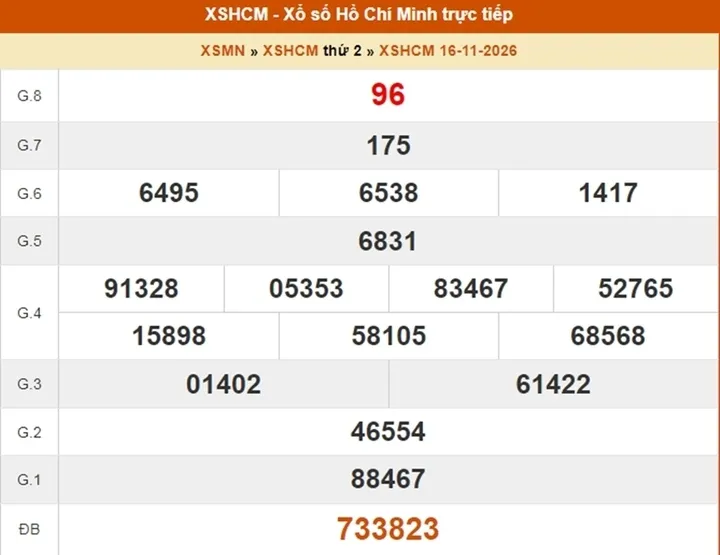 XSHCM - Xổ số Hồ Chí Minh trực tiếp
XSMN » XSHCM thứ 2 » XSHCM 16-11-2026
G.8 96
G.7 175
G.6 6495 6538 1417
G.5 6831
G.4 91328 05353 83467 52765
15898 58105 68568
G.3 01402 61422
G.2 46554
G.1 88467
ĐB 733823